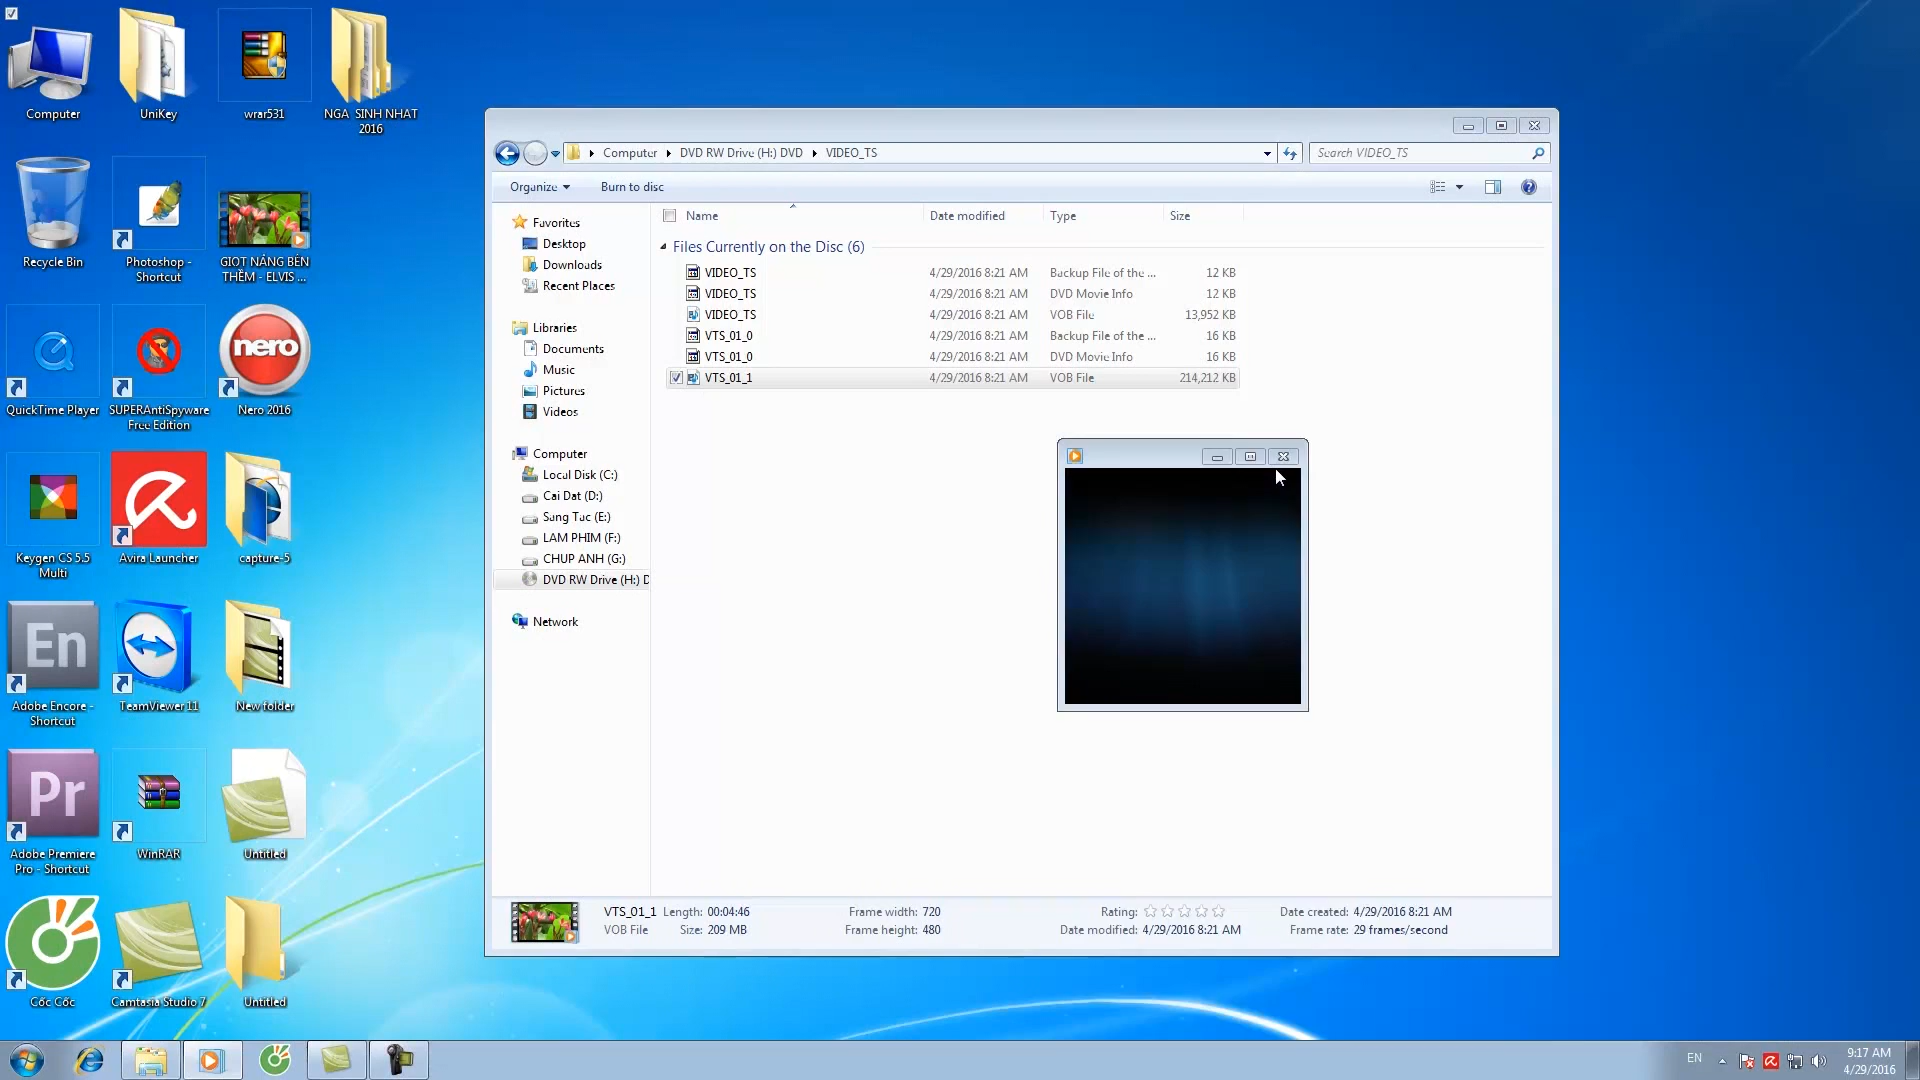 Computer
UniKey
wrar531
NGA SINH NHAT
2016
Recycle Bin
Photoshop -
Shortcut
GIOT NẮNG BÊN
THỀM - ELVIS ...
QuickTime Player
SUPERAntiSpyware
Free Edition
nero
Nero 2016
Keygen CS 5.5
Multi
Avira Launcher
capture-5
En
Adobe Encore -
Shortcut
TeamViewer 11
New folder
Pr
Adobe Premiere
Pro - Shortcut
WinRAR
Untitled
Cốc Cốc
Camtasia Studio 7
Untitled
Computer
DVD RW Drive (H:) DVD
VIDEO_TS
Search VIDEO_TS
Organize
Burn to disc
Favorites
Desktop
Downloads
Recent Places
Libraries
Documents
Music
Pictures
Videos
Computer
Local Disk (C:)
Cai Dat (D:)
Sang Tac (E:)
LAM PHIM (F:)
CHUP ANH (G:)
DVD RW Drive (H:) D
Network
Name Date modified Type Size
Files Currently on the Disc (6)
VIDEO_TS 4/29/2016 8:21 AM Backup File of the ... 12 KB
VIDEO_TS 4/29/2016 8:21 AM DVD Movie Info 12 KB
VIDEO_TS 4/29/2016 8:21 AM VOB File 13,952 KB
VTS_01_0 4/29/2016 8:21 AM Backup File of the ... 16 KB
VTS_01_0 4/29/2016 8:21 AM DVD Movie Info 16 KB
VTS_01_1 4/29/2016 8:21 AM VOB File 214,212 KB
VTS_01_1 Length: 00:04:46 Frame width: 720 Rating: Date created: 4/29/2016 8:21 AM
VOB File Size: 209 MB Frame height: 480 Date modified: 4/29/2016 8:21 AM Frame rate: 29 frames/second
EN
9:17 AM
4/29/2016